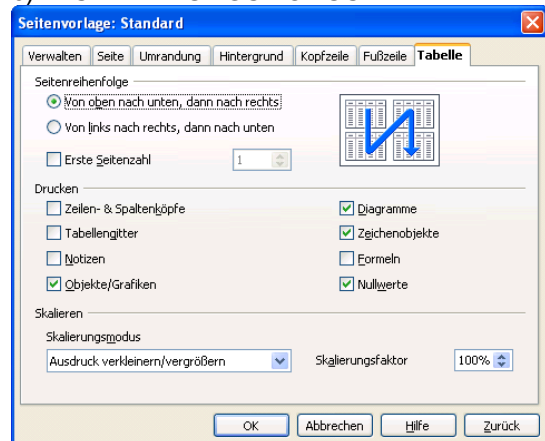 Seitenvorlage: Standard
Verwalten Seite Umrandung Hintergrund Kopfzeile Fußzeile Tabelle
Seitenreihenfolge
Von oben nach unten, dann nach rechts
Von links nach rechts, dann nach unten
Erste Seitenzahl 1
Drucken
Zeilen- & Spaltenköpfe Diagramme
Tabellengitter Zeichenobjekte
Notizen Formeln
Objekte/Grafiken Nullwerte
Skalieren
Skalierungsmodus
Ausdruck verkleinern/vergrößern Skalierungsfaktor 100%
OK Abbrechen Hilfe Zurück